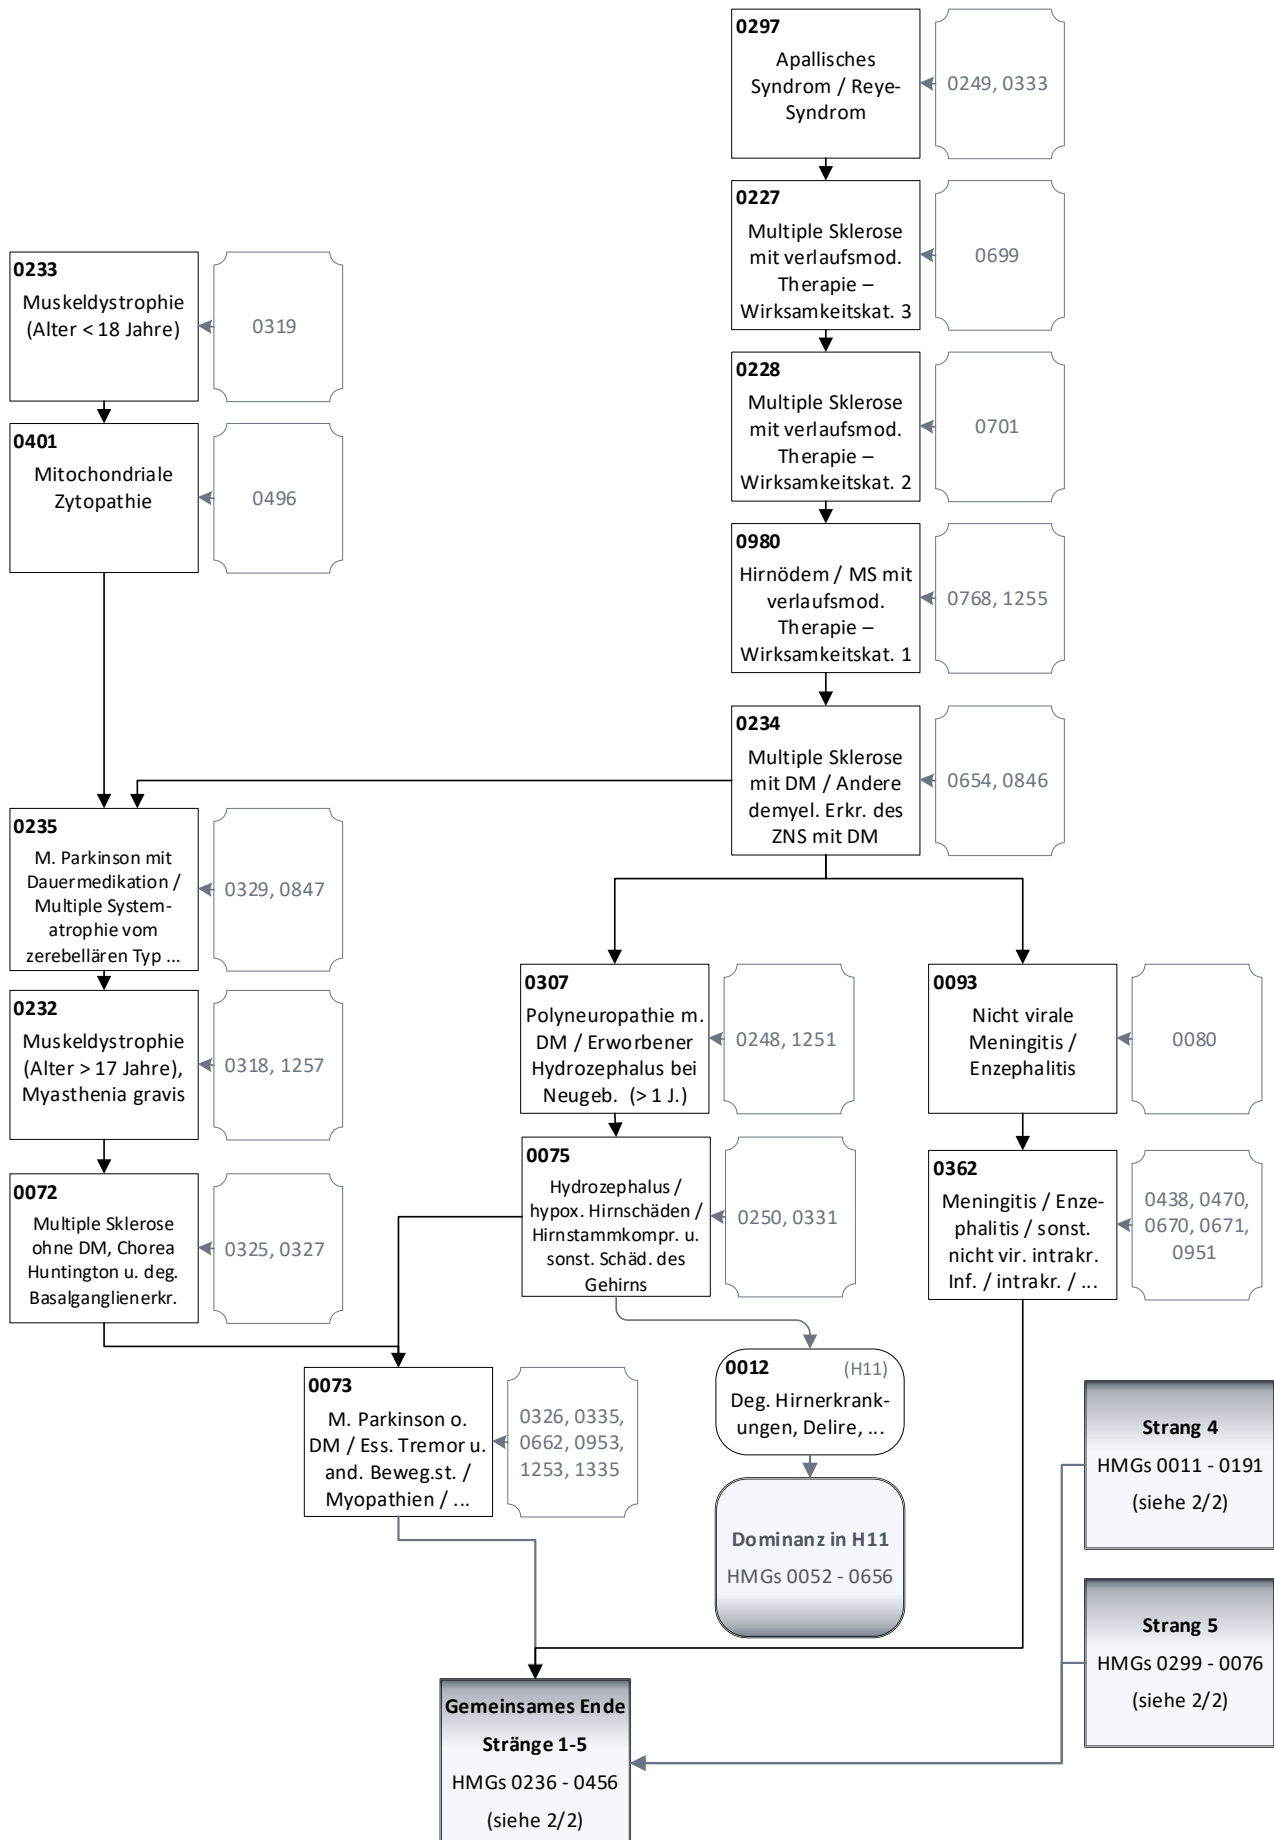 0297
Apallisches
Syndrom / Reye-
Syndrom
0249, 0333
0227
Multiple Sklerose
mit verlaufsmod.
Therapie –
Wirksamkeitskat. 3
0699
0233
Muskeldystrophie
(Alter < 18 Jahre)
0319
0228
Multiple Sklerose
mit verlaufsmod.
Therapie –
Wirksamkeitskat. 2
0701
0401
Mitochondriale
Zytopathie
0496
0980
Hirnödem / MS mit
verlaufsmod.
Therapie –
Wirksamkeitskat. 1
0768, 1255
0234
Multiple Sklerose
mit DM / Andere
demyel. Erkr. des
ZNS mit DM
0654, 0846
0235
M. Parkinson mit
Dauermedikation /
Multiple System-
atrophie vom
zerebellären Typ ...
0329, 0847
0232
Muskeldystrophie
(Alter > 17 Jahre),
Myasthenia gravis
0318, 1257
0307
Polyneuropathie m.
DM / Erworbener
Hydrozephalus bei
Neugeb. (> 1 J.)
0248, 1251
0093
Nicht virale
Meningitis /
Enzephalitis
0080
0072
Multiple Sklerose
ohne DM, Chorea
Huntington u. deg.
Basalganglienerkr.
0325, 0327
0075
Hydrozephalus /
hypox. Hirnschäden /
Hirnstammkompr. u.
sonst. Schäd. des
Gehirns
0250, 0331
0362
Meningitis / Enze-
phalitis / sonst.
nicht vir. intrakr.
Inf. / intrakr. / ...
0438, 0470,
0670, 0671,
0951
0073
M. Parkinson o.
DM / Ess. Tremor u.
and. Beweg.st. /
Myopathien / ...
0326, 0335,
0662, 0953,
1253, 1335
0012 (H11)
Deg. Hirnerkrank-
ungen, Delire, ...
Dominanz in H11
HMGs 0052 - 0656
Strang 4
HMGs 0011 - 0191
(siehe 2/2)
Strang 5
HMGs 0299 - 0076
(siehe 2/2)
Gemeinsames Ende
Stränge 1-5
HMGs 0236 - 0456
(siehe 2/2)